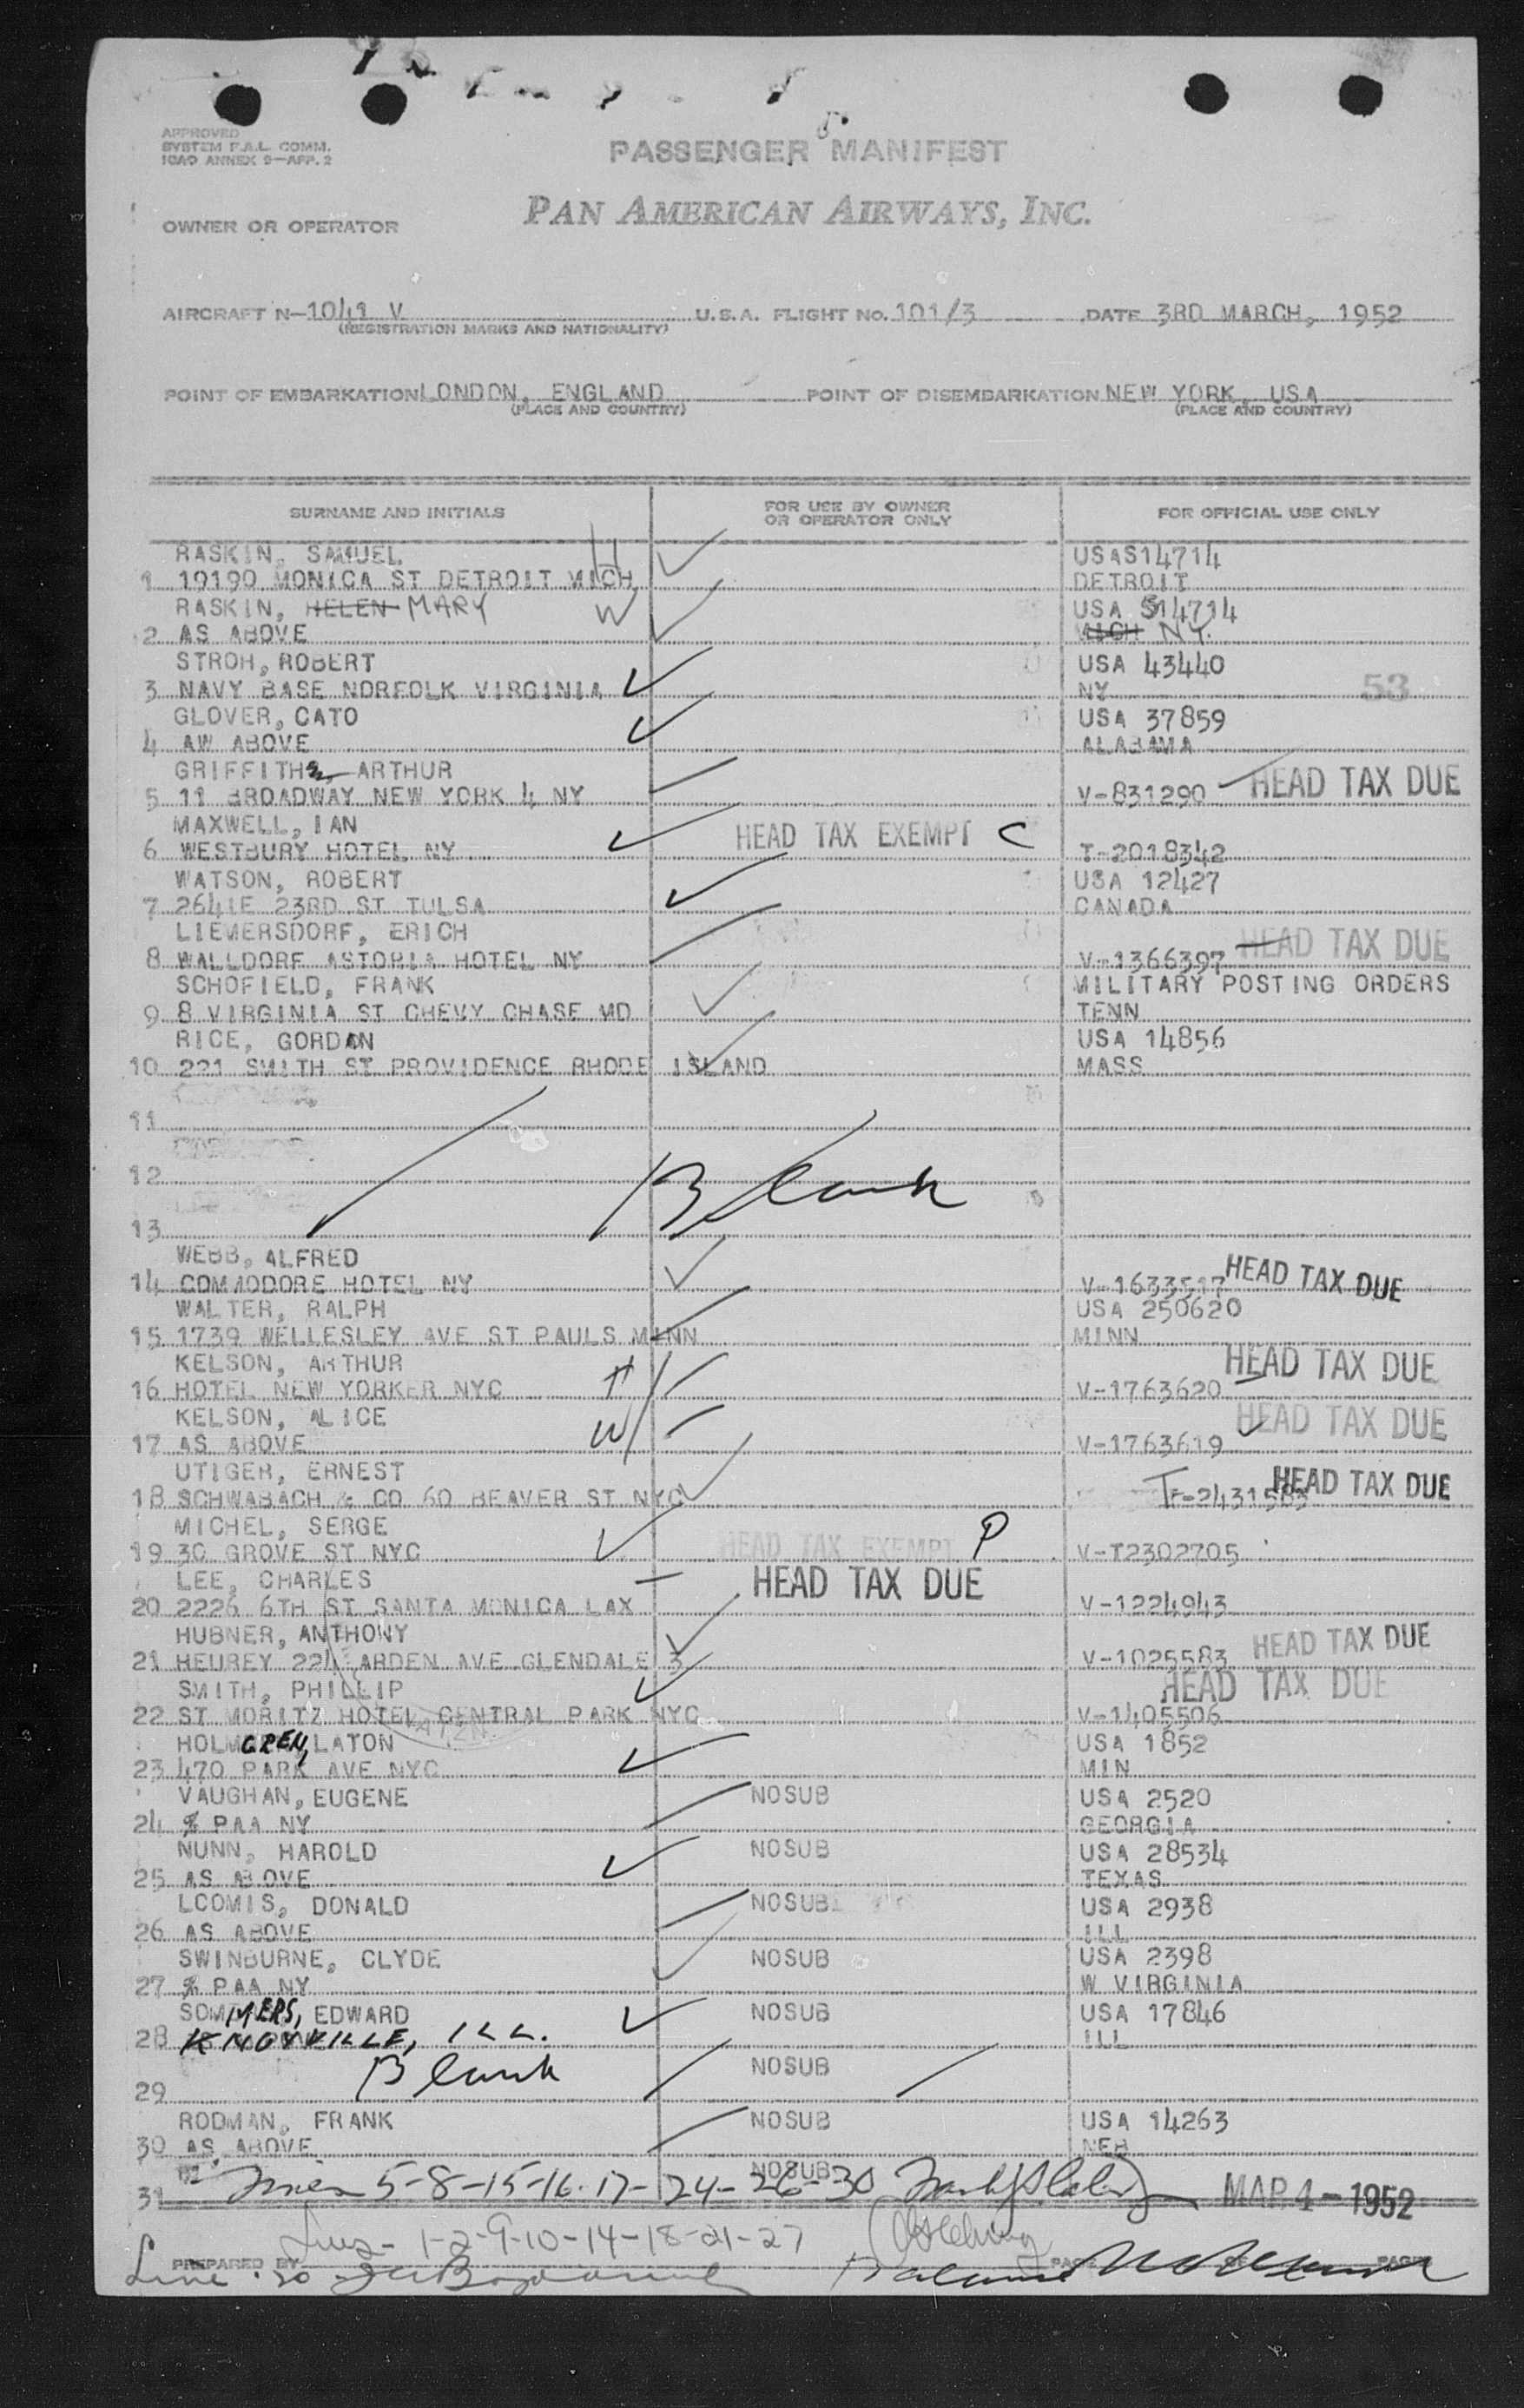 APPROVED
SYSTEM F.A.L. COMM.
ICAO ANNEX 9—APP. 2
PASSENGER MANIFEST
PAN AMERICAN AIRWAYS, INC.
OWNER OR OPERATOR
AIRCRAFT N-1041 V U.S.A. FLIGHT NO. 101/3 DATE 3RD MARCH, 1952
(REGISTRATION MARKS AND NATIONALITY)
POINT OF EMBARKATION LONDON, ENGLAND POINT OF DISEMBARKATION NEW YORK, USA
(PLACE AND COUNTRY) (PLACE AND COUNTRY)
SURNAME AND INITIALS FOR USE BY OWNER OR OPERATOR ONLY FOR OFFICIAL USE ONLY
RASKIN, SAMUEL H USAS14714
1 19190 MONICA ST DETROIT MICH DETROIT
RASKIN, HELEN MARY W USA 514714
2 AS ABOVE MICH NY.
STROH, ROBERT USA 43440
3 NAVY BASE NORFOLK VIRGINIA NY 53
GLOVER, CATO USA 37859
4 AW ABOVE ALABAMA
GRIFFITHS, ARTHUR
5 11 BROADWAY NEW YORK 4 NY V-831290 HEAD TAX DUE
MAXWELL, IAN HEAD TAX EXEMPT C
6 WESTBURY HOTEL NY T-2018342
WATSON, ROBERT USA 12427
7 2641E 23RD ST TULSA CANADA
LIEMERSDORF, ERICH HEAD TAX DUE
8 WALLDORF ASTORIA HOTEL NY V-1366397
SCHOFIELD, FRANK MILITARY POSTING ORDERS
9 8 VIRGINIA ST CHEVY CHASE MD TENN
RICE, GORDAN USA 14856
10 221 SMITH ST PROVIDENCE RHODE ISLAND MASS
11
12 Blank
13
WEBB, ALFRED HEAD TAX DUE
14 COMMODORE HOTEL NY V-1633517
WALTER, RALPH USA 250620
15 1739 WELLESLEY AVE ST PAULS MINN MINN
KELSON, ARTHUR H HEAD TAX DUE
16 HOTEL NEW YORKER NYC V-1763620
KELSON, ALICE W HEAD TAX DUE
17 AS ABOVE V-1763619
UTIGER, ERNEST HEAD TAX DUE
18 SCHWABACH & CO 60 BEAVER ST NYC T-2431583
MICHEL, SERGE HEAD TAX EXEMPT P
19 30 GROVE ST NYC V-T2302705
LEE, CHARLES HEAD TAX DUE
20 2226 6TH ST SANTA MONICA LAX V-1224943
HUBNER, ANTHONY HEAD TAX DUE
21 HEUREY 224 ARDEN AVE GLENDALE 3 V-1025583
SMITH, PHILLIP HEAD TAX DUE
22 ST MORITZ HOTEL CENTRAL PARK NYC V-1405506
HOLMGREN, LATON USA 1852
23 470 PARK AVE NYC MIN
VAUGHAN, EUGENE NOSUB USA 2520
24 % PAA NY GEORGIA
NUNN, HAROLD NOSUB USA 28534
25 AS ABOVE TEXAS
LOOMIS, DONALD NOSUB USA 2938
26 AS ABOVE ILL
SWINBURNE, CLYDE NOSUB USA 2398
27 % PAA NY W VIRGINIA
SOMMERS, EDWARD NOSUB USA 17846
28 KNOXVILLE, ILL. ILL
Blank NOSUB
29
RODMAN, FRANK NOSUB USA 14263
30 AS ABOVE NEB
NOSUB
31 Lines 5-8-15-16-17-24-26-30 MAR 4 - 1952
Lines - 1-2-9-10-14-18-21-27
PREPARED BY PAGE OF PAGES
Line 20 Balance